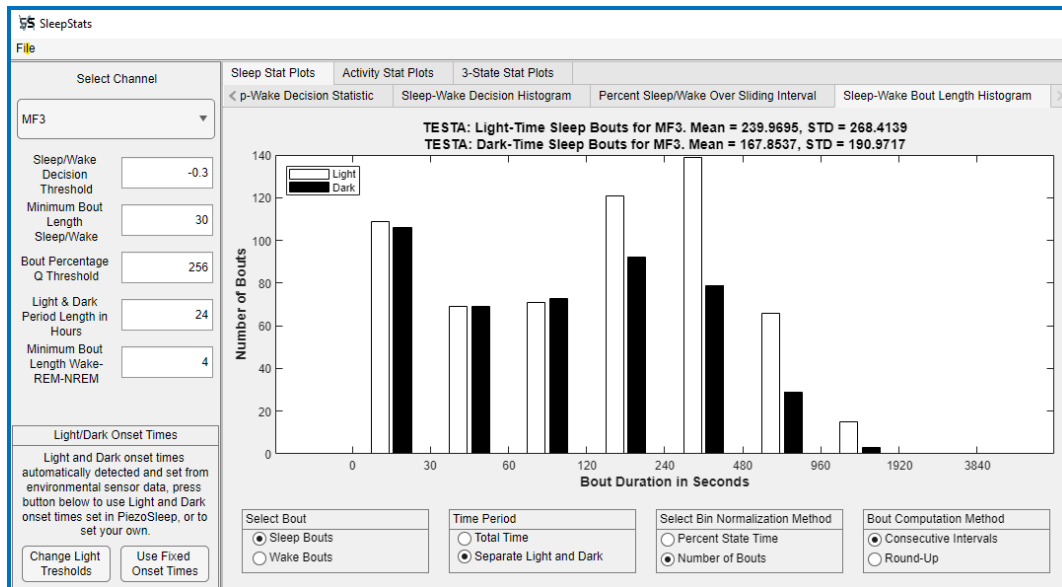 SleepStats
File
Select Channel
MF3
Sleep/Wake
Decision
Threshold
-0.3
Minimum Bout
Length
Sleep/Wake
30
Bout Percentage
Q Threshold
256
Light & Dark
Period Length in
Hours
24
Minimum Bout
Length Wake-
REM-NREM
4
Light/Dark Onset Times
Light and Dark onset times
automatically detected and set from
environmental sensor data, press
button below to use Light and Dark
onset times set in PiezoSleep, or to
set your own.
Change Light
Tresholds
Use Fixed
Onset Times
Sleep Stat Plots
Activity Stat Plots
3-State Stat Plots
p-Wake Decision Statistic
Sleep-Wake Decision Histogram
Percent Sleep/Wake Over Sliding Interval
Sleep-Wake Bout Length Histogram
TESTA: Light-Time Sleep Bouts for MF3. Mean = 239.9695, STD = 268.4139
TESTA: Dark-Time Sleep Bouts for MF3. Mean = 167.8537, STD = 190.9717
Light
Dark
Number of Bouts
140
120
100
80
60
40
20
0
0 30 60 120 240 480 960 1920 3840
Bout Duration in Seconds
Select Bout
Sleep Bouts
Wake Bouts
Time Period
Total Time
Separate Light and Dark
Select Bin Normalization Method
Percent State Time
Number of Bouts
Bout Computation Method
Consecutive Intervals
Round-Up